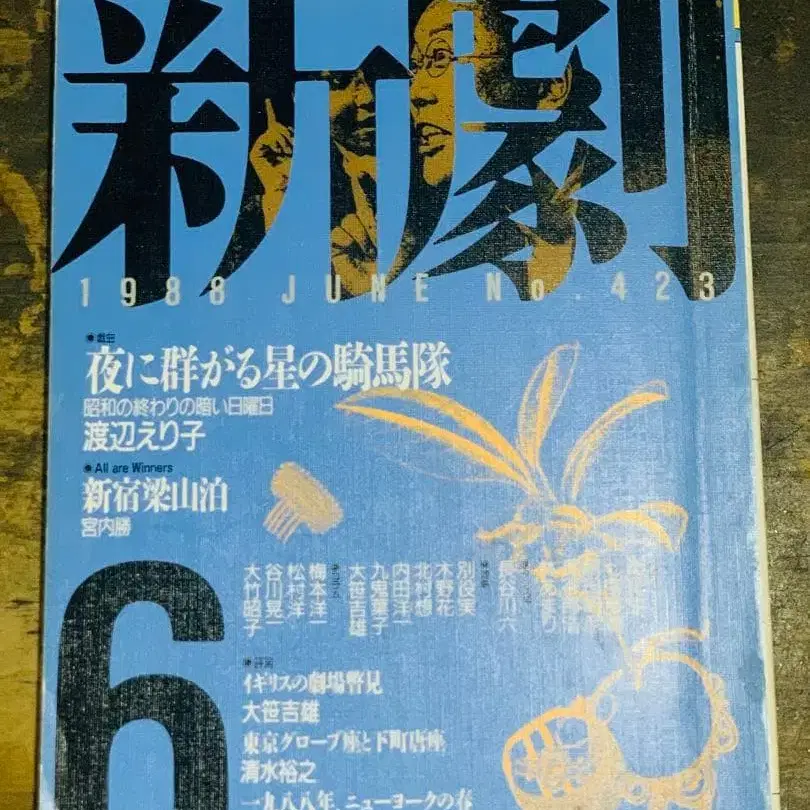 新劇
1988 JUNE No.423
●戯曲
夜に群がる星の騎馬隊
昭和の終わりの暗い日曜日
渡辺えり子
●All are Winners
新宿梁山泊
宮内勝
6
長谷川六
別役実
木野花
北村想
内田洋一
九鬼葉子
大笹吉雄
梅本洋一
松村洋
谷川晃一
大竹昭子
イギリスの劇場瞥見
大笹吉雄
東京グローブ座と下町唐座
清水裕之
一九八八年、ニューヨークの春